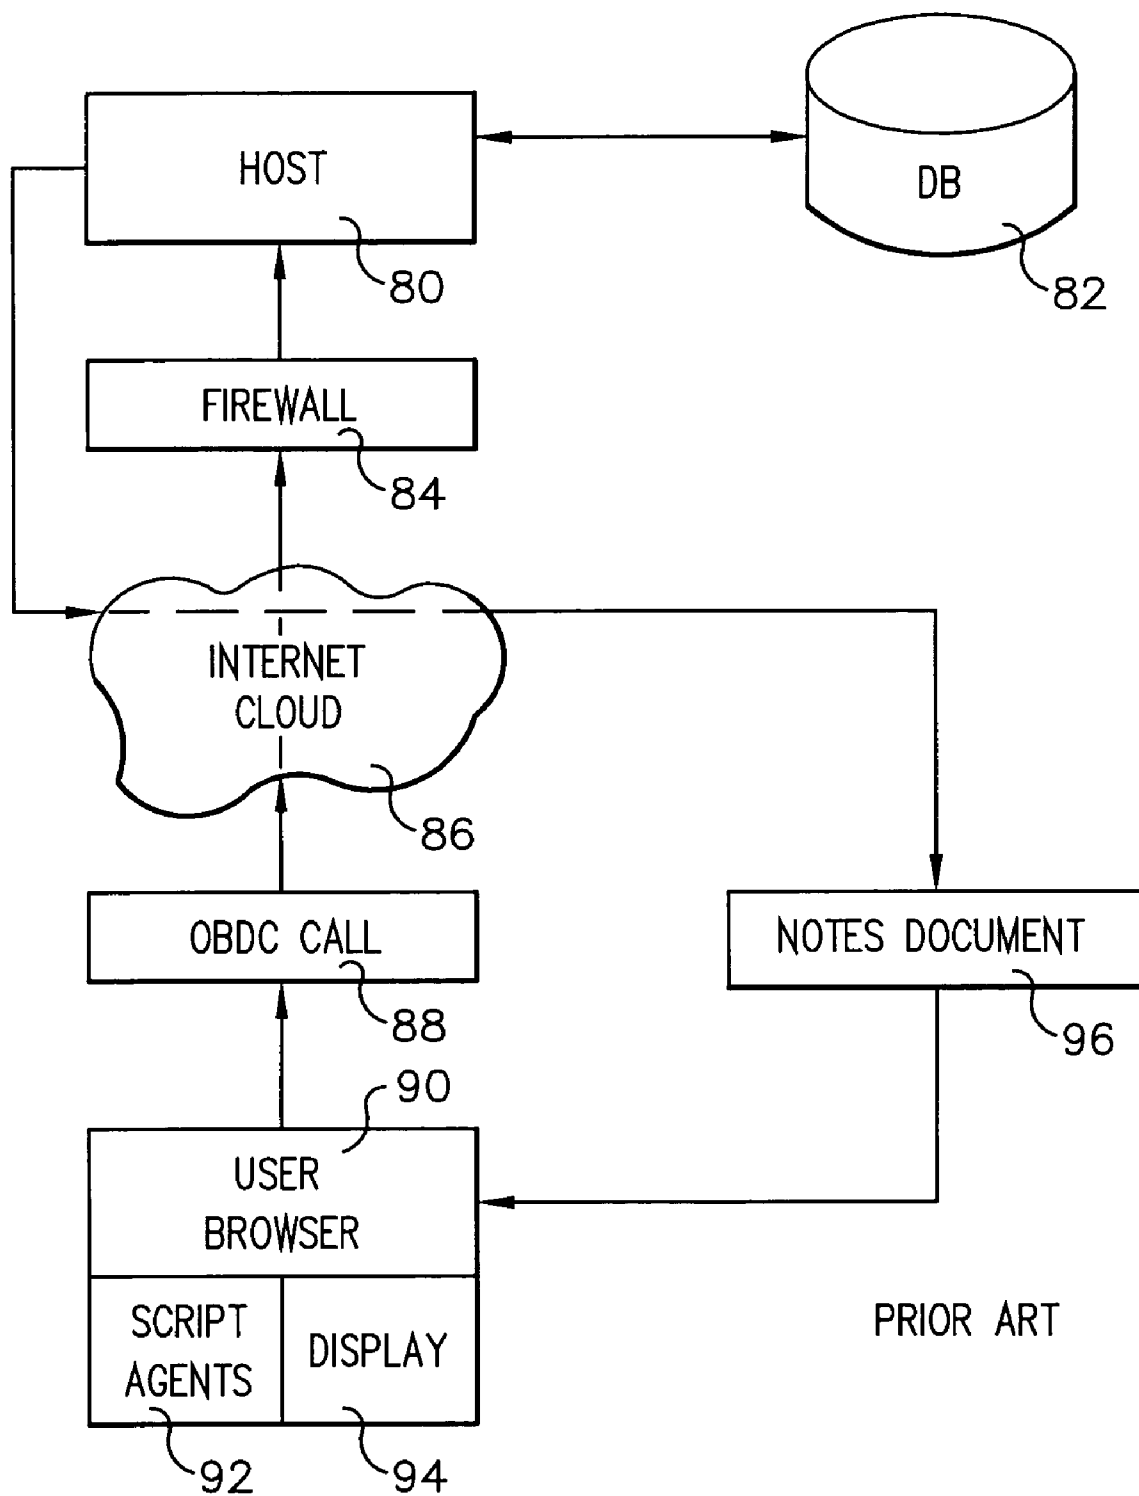 HOST
DB
80
82
FIREWALL
84
INTERNET
CLOUD
86
OBDC CALL
NOTES DOCUMENT
88
96
90
USER
BROWSER
SCRIPT
AGENTS
DISPLAY
PRIOR ART
92
94